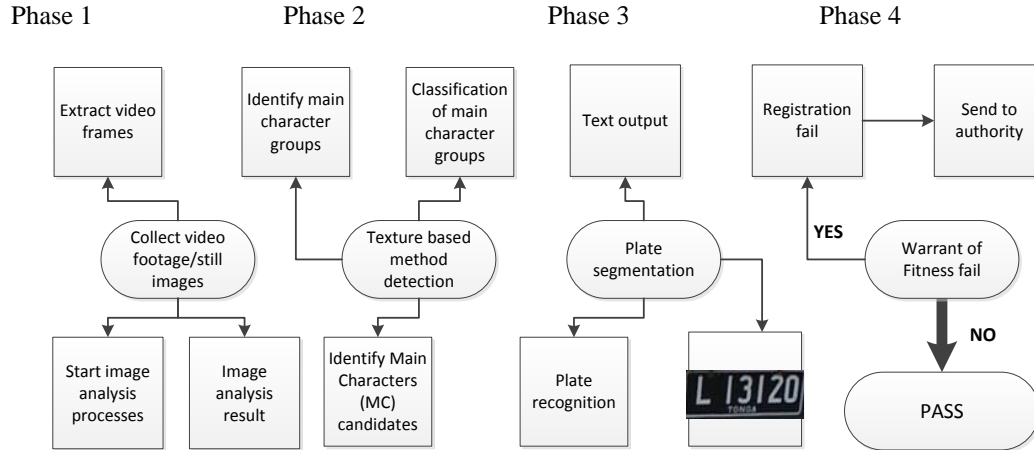 Phase 1
Phase 2
Phase 3
Phase 4
Extract video
frames
Identify main
character
groups
Classification
of main
character
groups
Text output
Registration
fail
Send to
authority
Collect video
footage/still
images
Texture based
method
detection
Plate
segmentation
YES
Warrant of
Fitness fail
NO
Start image
analysis
processes
Image
analysis
result
Identify Main
Characters
(MC)
candidates
Plate
recognition
L 13120
TONGA
PASS